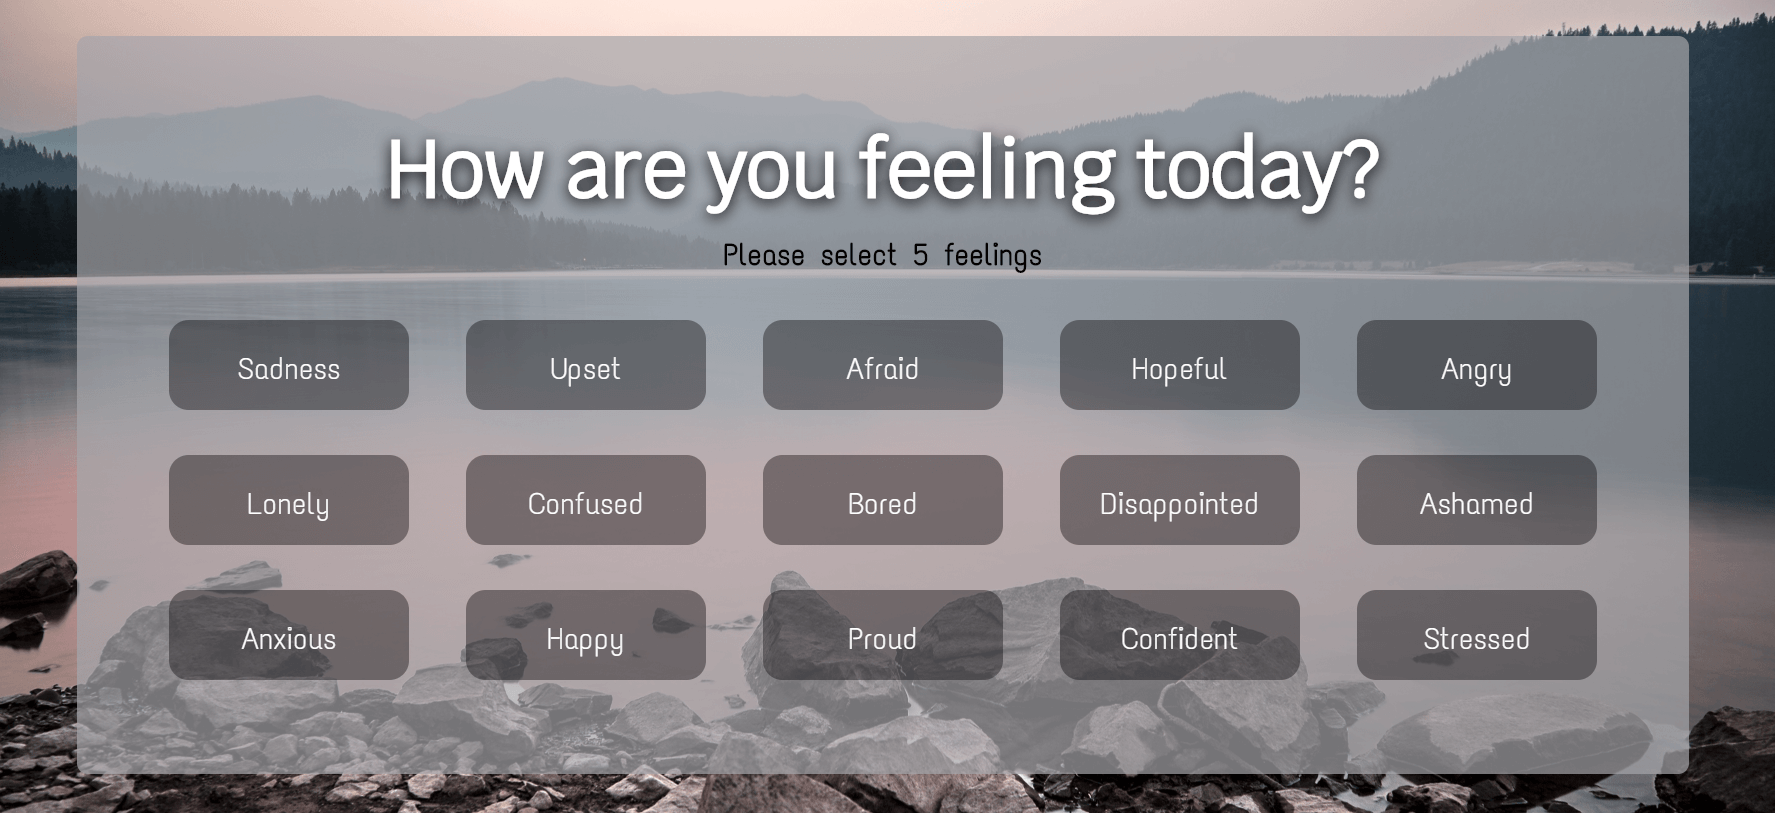 How are you feeling today?
Please select 5 feelings
Sadness Upset Afraid Hopeful Angry
Lonely Confused Bored Disappointed Ashamed
Anxious Happy Proud Confident Stressed